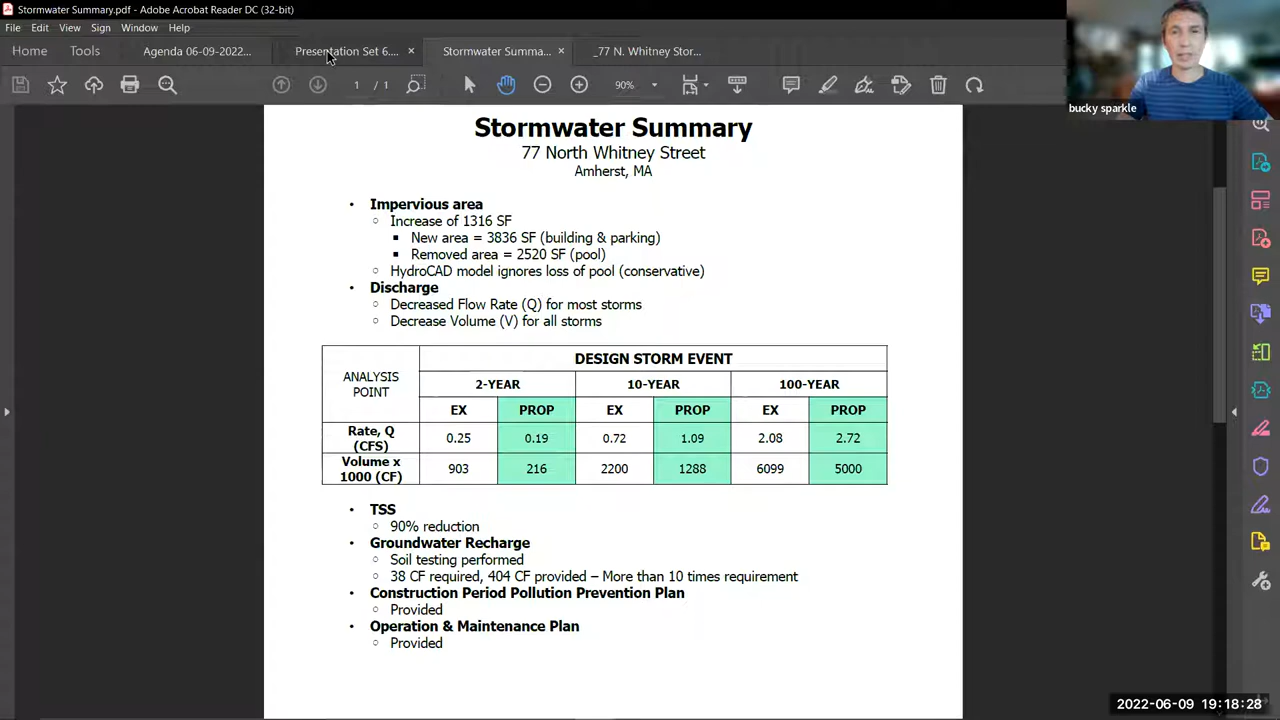 Stormwater Summary.pdf - Adobe Acrobat Reader DC (32-bit)
File Edit View Sign Window Help
Home Tools Agenda 06-09-2022... Presentation Set 6.... × Stormwater Summa... × _77 N. Whitney Stor...
1 / 1 90%
bucky sparkle
Stormwater Summary
77 North Whitney Street
Amherst, MA
• Impervious area
○ Increase of 1316 SF
▪ New area = 3836 SF (building & parking)
▪ Removed area = 2520 SF (pool)
○ HydroCAD model ignores loss of pool (conservative)
• Discharge
○ Decreased Flow Rate (Q) for most storms
○ Decrease Volume (V) for all storms
ANALYSIS POINT DESIGN STORM EVENT
2-YEAR 10-YEAR 100-YEAR
EX PROP EX PROP EX PROP
Rate, Q (CFS) 0.25 0.19 0.72 1.09 2.08 2.72
Volume x 1000 (CF) 903 216 2200 1288 6099 5000
• TSS
○ 90% reduction
• Groundwater Recharge
○ Soil testing performed
○ 38 CF required, 404 CF provided – More than 10 times requirement
• Construction Period Pollution Prevention Plan
○ Provided
• Operation & Maintenance Plan
○ Provided
2022-06-09 19:18:28